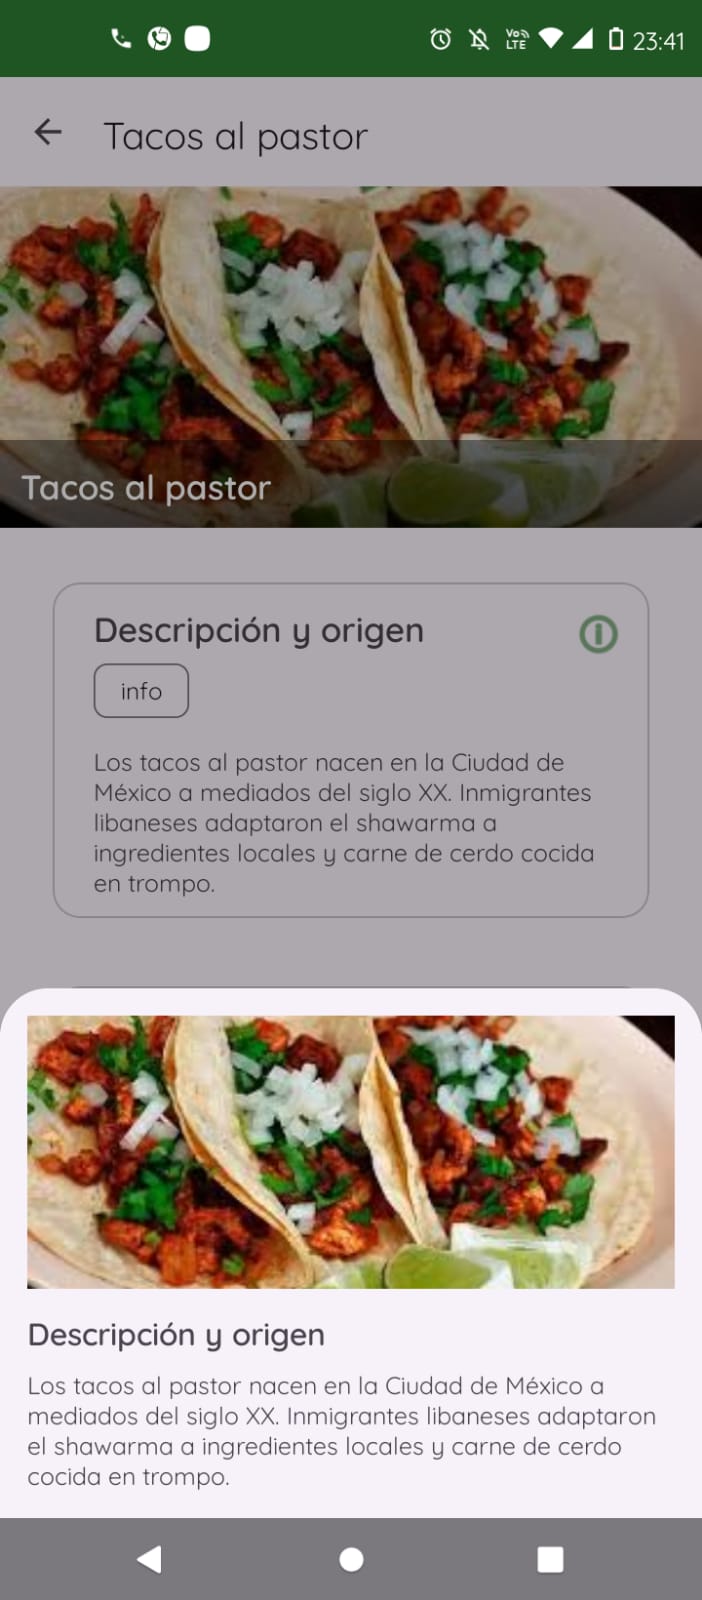 Vo)) LTE 23:41
Tacos al pastor
Tacos al pastor
Descripción y origen
info
Los tacos al pastor nacen en la Ciudad de
México a mediados del siglo XX. Inmigrantes
libaneses adaptaron el shawarma a
ingredientes locales y carne de cerdo cocida
en trompo.
Descripción y origen
Los tacos al pastor nacen en la Ciudad de México a
mediados del siglo XX. Inmigrantes libaneses adaptaron
el shawarma a ingredientes locales y carne de cerdo
cocida en trompo.